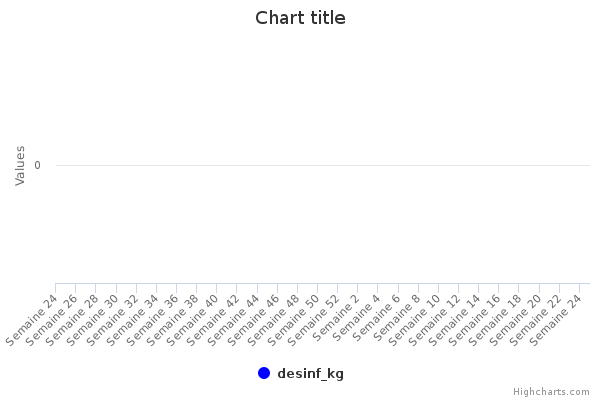 Chart title
Values
0
Semaine 24
Semaine 26
Semaine 28
Semaine 30
Semaine 32
Semaine 34
Semaine 36
Semaine 38
Semaine 40
Semaine 42
Semaine 44
Semaine 46
Semaine 48
Semaine 50
Semaine 52
Semaine 2
Semaine 4
Semaine 6
Semaine 8
Semaine 10
Semaine 12
Semaine 14
Semaine 16
Semaine 18
Semaine 20
Semaine 22
Semaine 24
desinf_kg
Highcharts.com